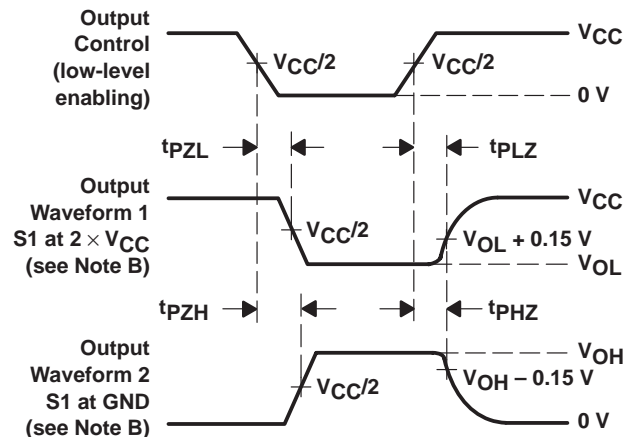 Output
Control
(low-level
enabling)
VCC
VCC/2
VCC/2
0 V
tPZL
tPLZ
Output
Waveform 1
S1 at 2 × VCC
(see Note B)
VCC
VCC/2
VOL + 0.15 V
VOL
tPZH
tPHZ
Output
Waveform 2
S1 at GND
(see Note B)
VOH
VCC/2
VOH – 0.15 V
0 V